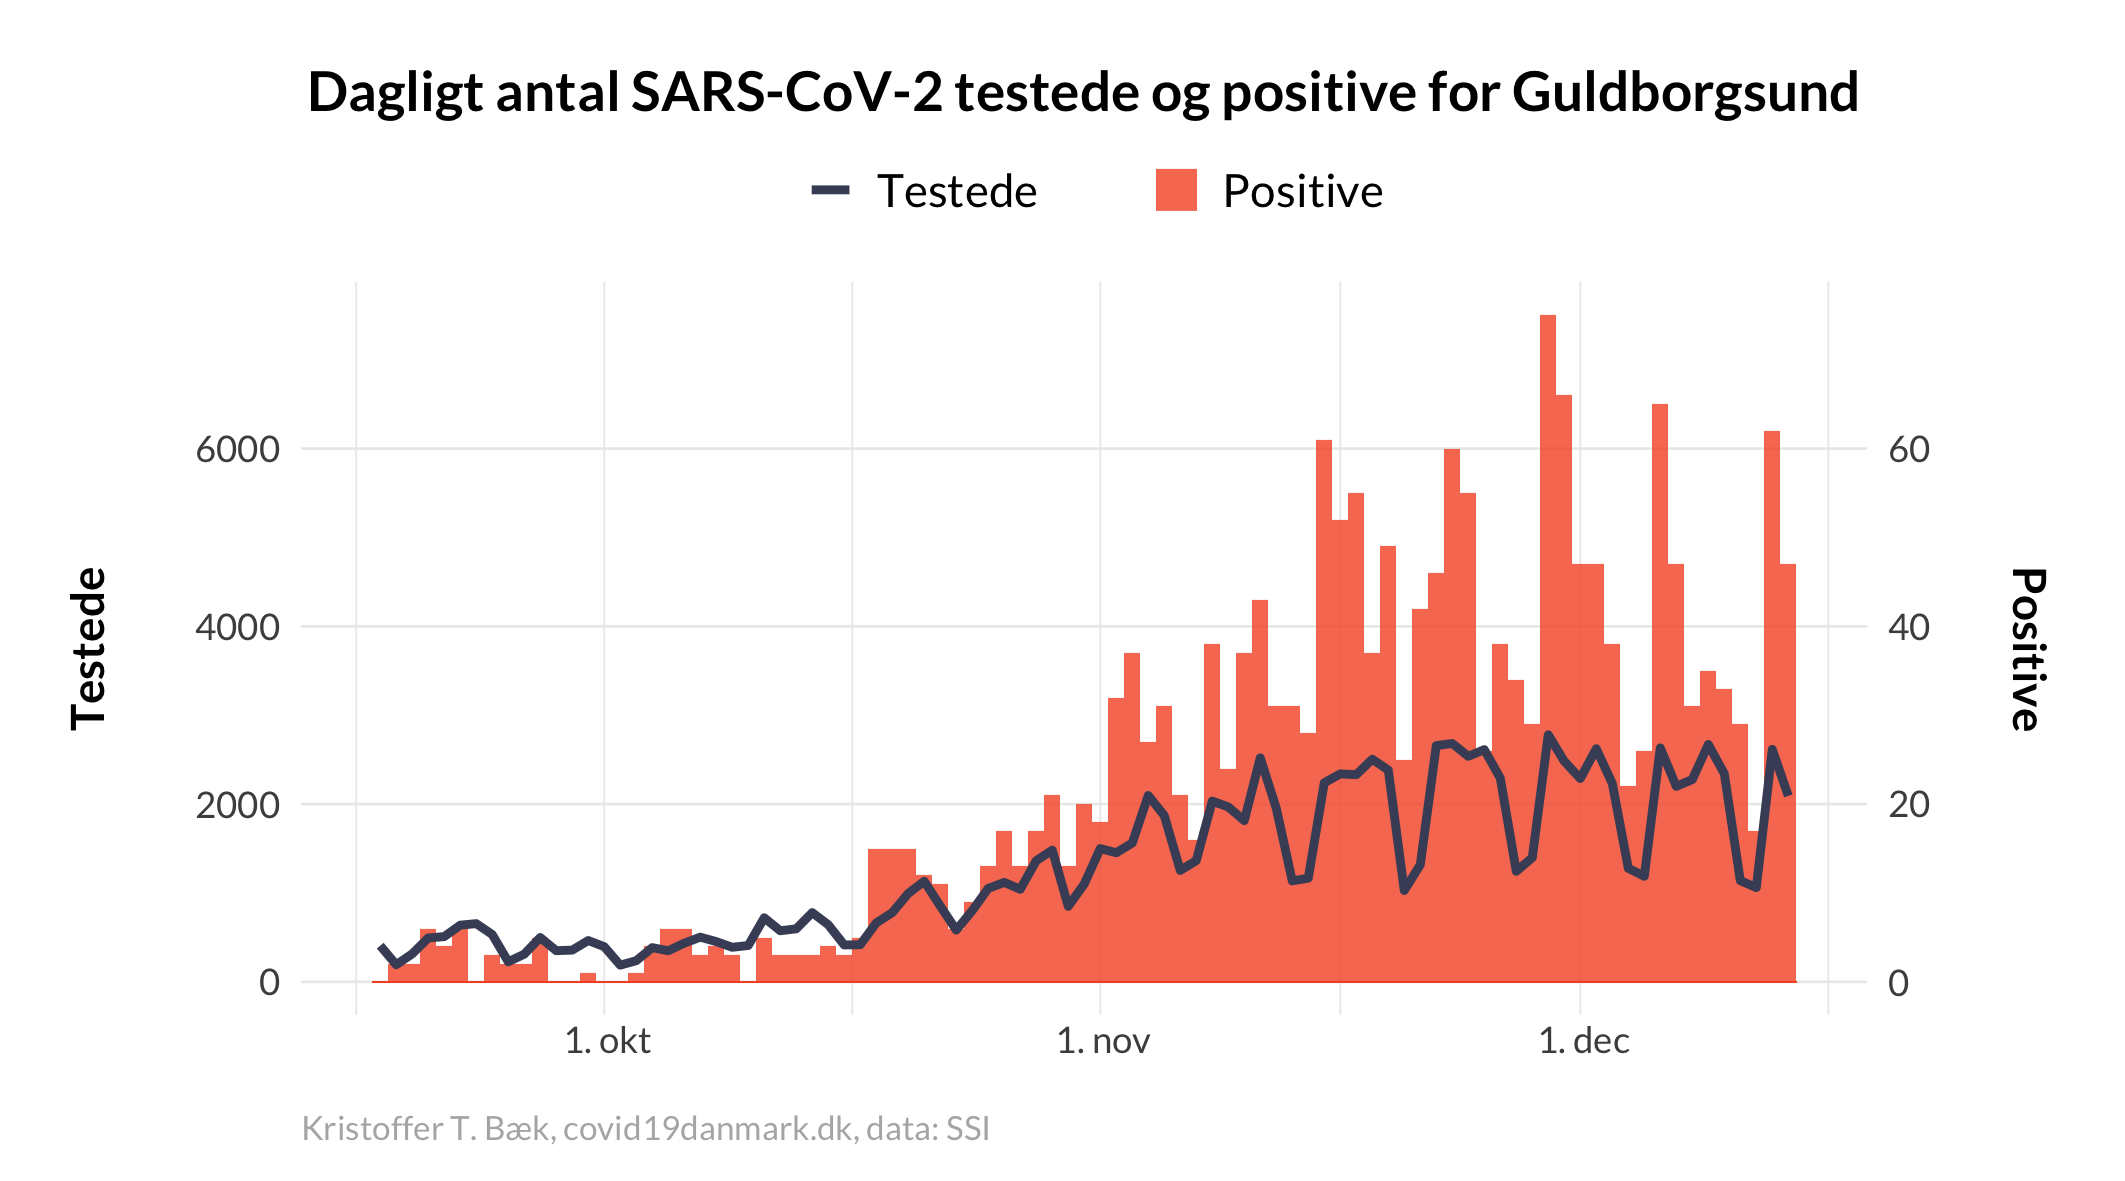 Dagligt antal SARS-CoV-2 testede og positive for Guldborgsund
Testede
Positive
Testede
6000
4000
2000
0
60
40
20
0
Positive
1. okt
1. nov
1. dec
Kristoffer T. Bæk, covid19danmark.dk, data: SSI